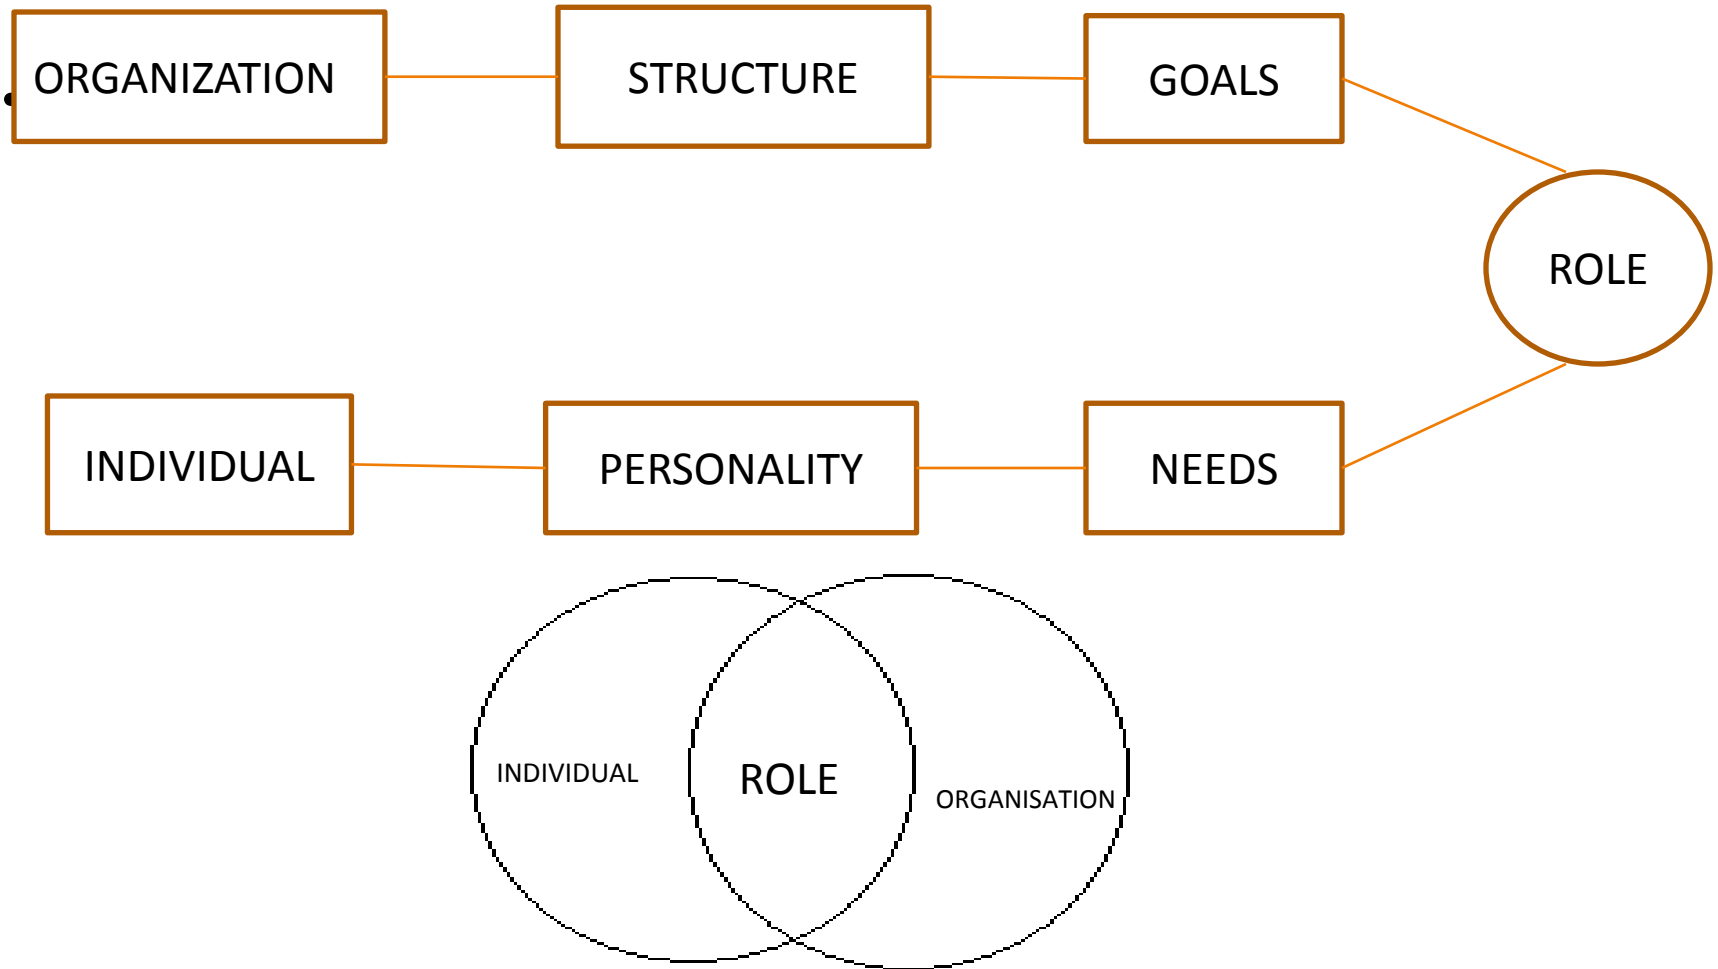 ORGANIZATION
STRUCTURE
GOALS
ROLE
INDIVIDUAL
PERSONALITY
NEEDS
INDIVIDUAL
ROLE
ORGANISATION